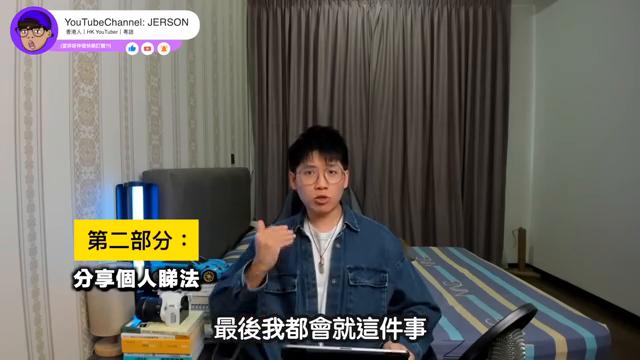 YouTubeChannel: JERSON
香港人｜HK YouTuber｜粵語
第二部分：
分享個人睇法
最後我都會就這件事